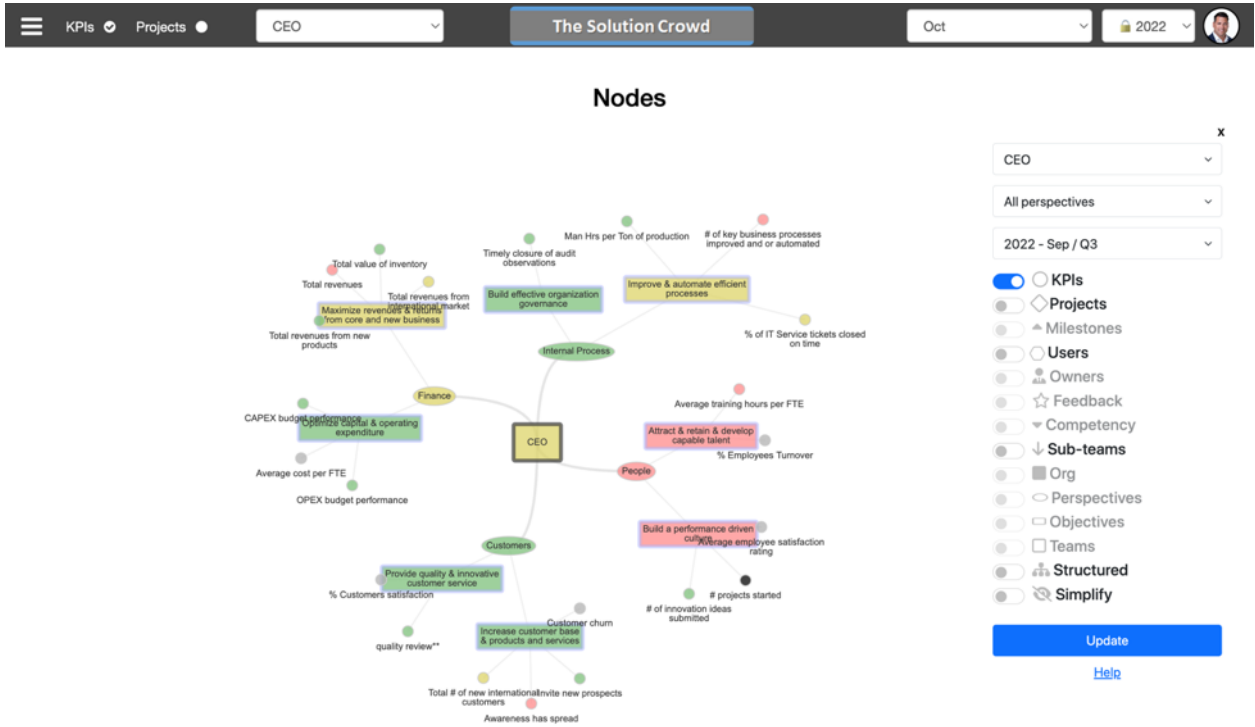 KPIs
Projects
CEO
The Solution Crowd
Oct
2022
Nodes
x
CEO
All perspectives
2022 - Sep / Q3
KPIs
Projects
Milestones
Users
Owners
Feedback
Competency
Sub-teams
Org
Perspectives
Objectives
Teams
Structured
Simplify
Update
Help
Man Hrs per Ton of production
# of key business processes
improved and or automated
Timely closure of audit
observations
Total value of inventory
Total revenues
Total revenues from
international market
Maximize revenues & returns
from core and new business
Total revenues from new
products
Build effective organization
governance
Improve & automate efficient
processes
% of IT Service tickets closed
on time
Internal Process
Finance
CAPEX budget performance
Optimize capital & operating
expenditure
Average cost per FTE
OPEX budget performance
CEO
Average training hours per FTE
Attract & retain & develop
capable talent
% Employees Turnover
People
Build a performance driven
culture
Average employee satisfaction
rating
# projects started
# of innovation ideas
submitted
Customers
Provide quality & innovative
customer service
% Customers satisfaction
quality review**
Customer churn
Increase customer base
& products and services
Total # of new international
customers
Invite new prospects
Awareness has spread